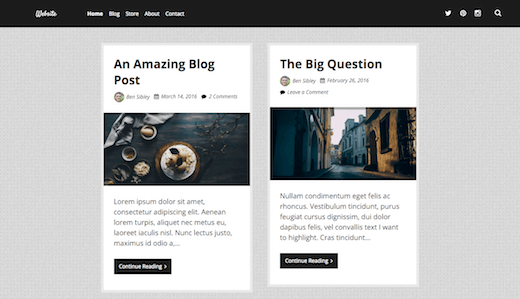 Website
Home Blog Store About Contact
An Amazing Blog
Post
Ben Sibley March 14, 2016 2 Comments
Lorem ipsum dolor sit amet,
consectetur adipiscing elit. Aenean
lorem turpis, aliquet nec metus eu,
laoreet iaculis nisl. Nunc lectus justo,
maximus id odio a,...
Continue Reading
The Big Question
Ben Sibley February 26, 2016
Leave a Comment
Nullam condimentum eget felis ac
rhoncus. Vestibulum tincidunt, purus
feugiat cursus dignissim, dui dolor
dapibus felis, vel convallis text I want
to highlight. Cras tincidunt...
Continue Reading